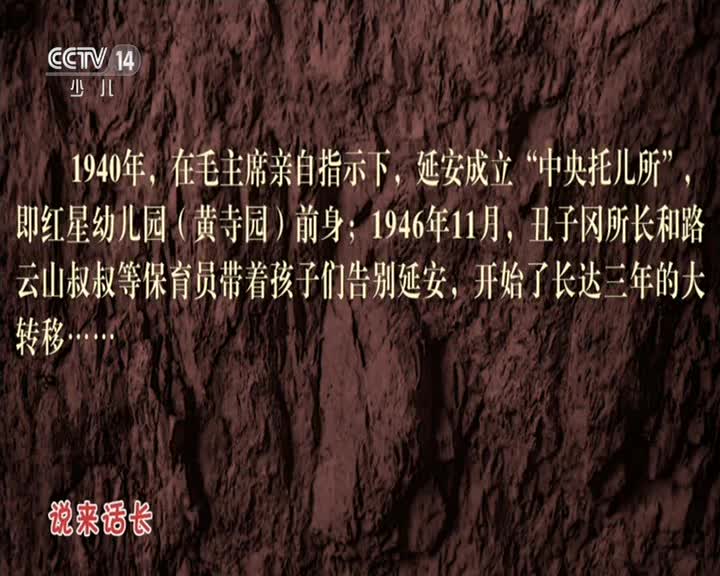 CCTV 14
少儿
1940年，在毛主席亲自指示下，延安成立“中央托儿所”，
即红星幼儿园（黄寺园）前身；1946年11月，丑子冈所长和路
云山叔叔等保育员带着孩子们告别延安，开始了长达三年的大
转移……
说来话长